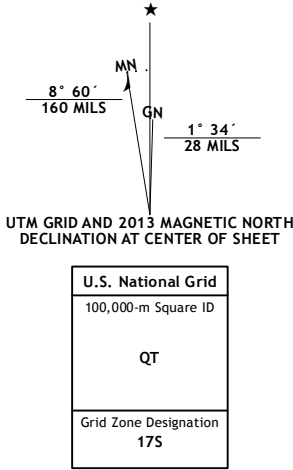 MN
8° 60´
160 MILS
GN
1° 34´
28 MILS
UTM GRID AND 2013 MAGNETIC NORTH
DECLINATION AT CENTER OF SHEET
U.S. National Grid
100,000-m Square ID
QT
Grid Zone Designation
17S